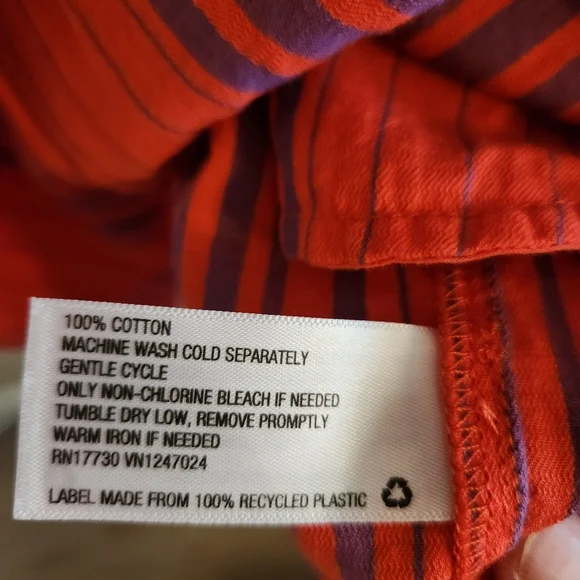 100% COTTON
MACHINE WASH COLD SEPARATELY
GENTLE CYCLE
ONLY NON-CHLORINE BLEACH IF NEEDED
TUMBLE DRY LOW, REMOVE PROMPTLY
WARM IRON IF NEEDED
RN17730 VN1247024
LABEL MADE FROM 100% RECYCLED PLASTIC